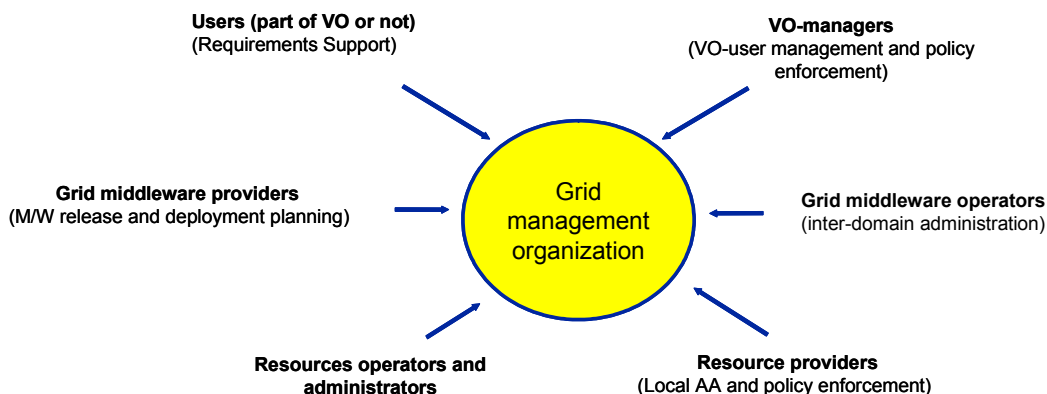 Users (part of VO or not)
(Requirements Support)
VO-managers
(VO-user management and policy
enforcement)
Grid middleware providers
(M/W release and deployment planning)
Grid
management
organization
Grid middleware operators
(inter-domain administration)
Resources operators and
administrators
Resource providers
(Local AA and policy enforcement)